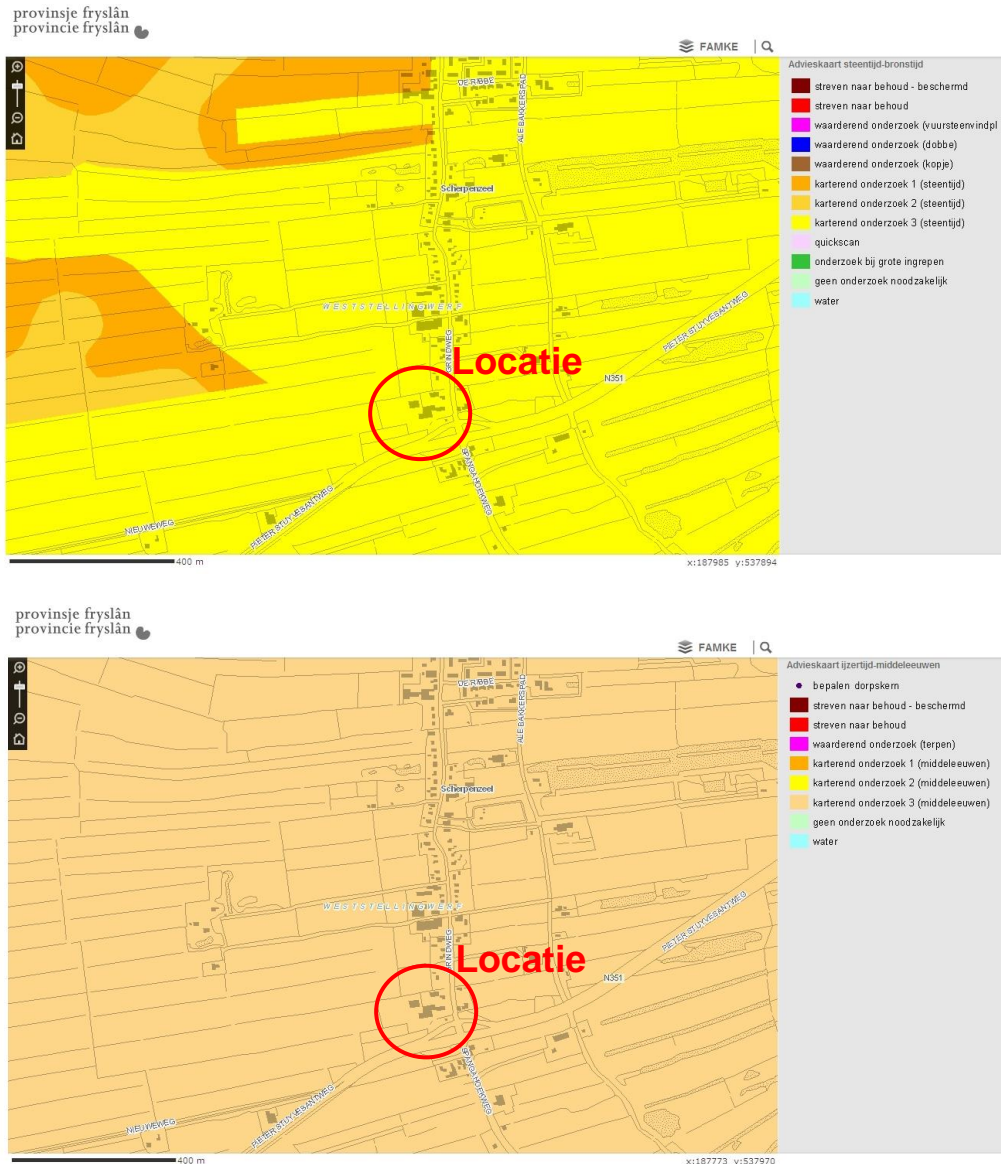 provinsje fryslân
provincie fryslân
FAMKE
Advieskaart steentijd-bronstijd
streven naar behoud - beschermd
streven naar behoud
waarderend onderzoek (vuursteenvindpl
waarderend onderzoek (dobbe)
waarderend onderzoek (kopje)
karterend onderzoek 1 (steentijd)
karterend onderzoek 2 (steentijd)
karterend onderzoek 3 (steentijd)
quickscan
onderzoek bij grote ingrepen
geen onderzoek noodzakelijk
water
DE RIBBE
ALE BAKKERSPAD
Scherpenzeel
WESTSTELLINGWERF
PIETER STUYVESANTWEG
GRINDWEG
Locatie
N351
SPANGAHOEKWEG
NIEUWEWEG
PIETER STUYVESANTWEG
400 m
x:187985 y:537894
provinsje fryslân
provincie fryslân
FAMKE
Advieskaart ijzertijd-middeleeuwen
bepalen dorpskern
streven naar behoud - beschermd
streven naar behoud
waarderend onderzoek (terpen)
karterend onderzoek 1 (middeleeuwen)
karterend onderzoek 2 (middeleeuwen)
karterend onderzoek 3 (middeleeuwen)
geen onderzoek noodzakelijk
water
DE RIBBE
ALE BAKKERSPAD
Scherpenzeel
WESTSTELLINGWERF
PIETER STUYVESANTWEG
GRINDWEG
Locatie
N351
SPANGAHOEKWEG
NIEUWEWEG
PIETER STUYVESANTWEG
400 m
x:187773 y:537970